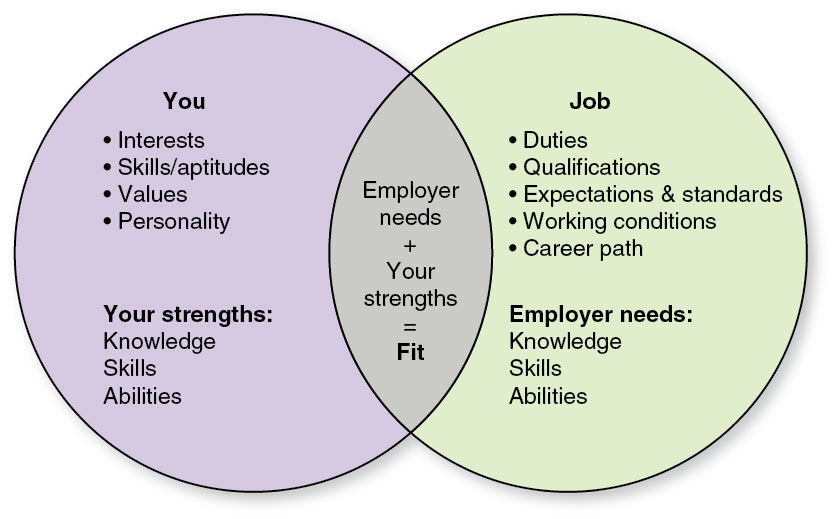 You
• Interests
• Skills/aptitudes
• Values
• Personality
Your strengths:
Knowledge
Skills
Abilities
Employer
needs
+
Your
strengths
=
Fit
Job
• Duties
• Qualifications
• Expectations & standards
• Working conditions
• Career path
Employer needs:
Knowledge
Skills
Abilities